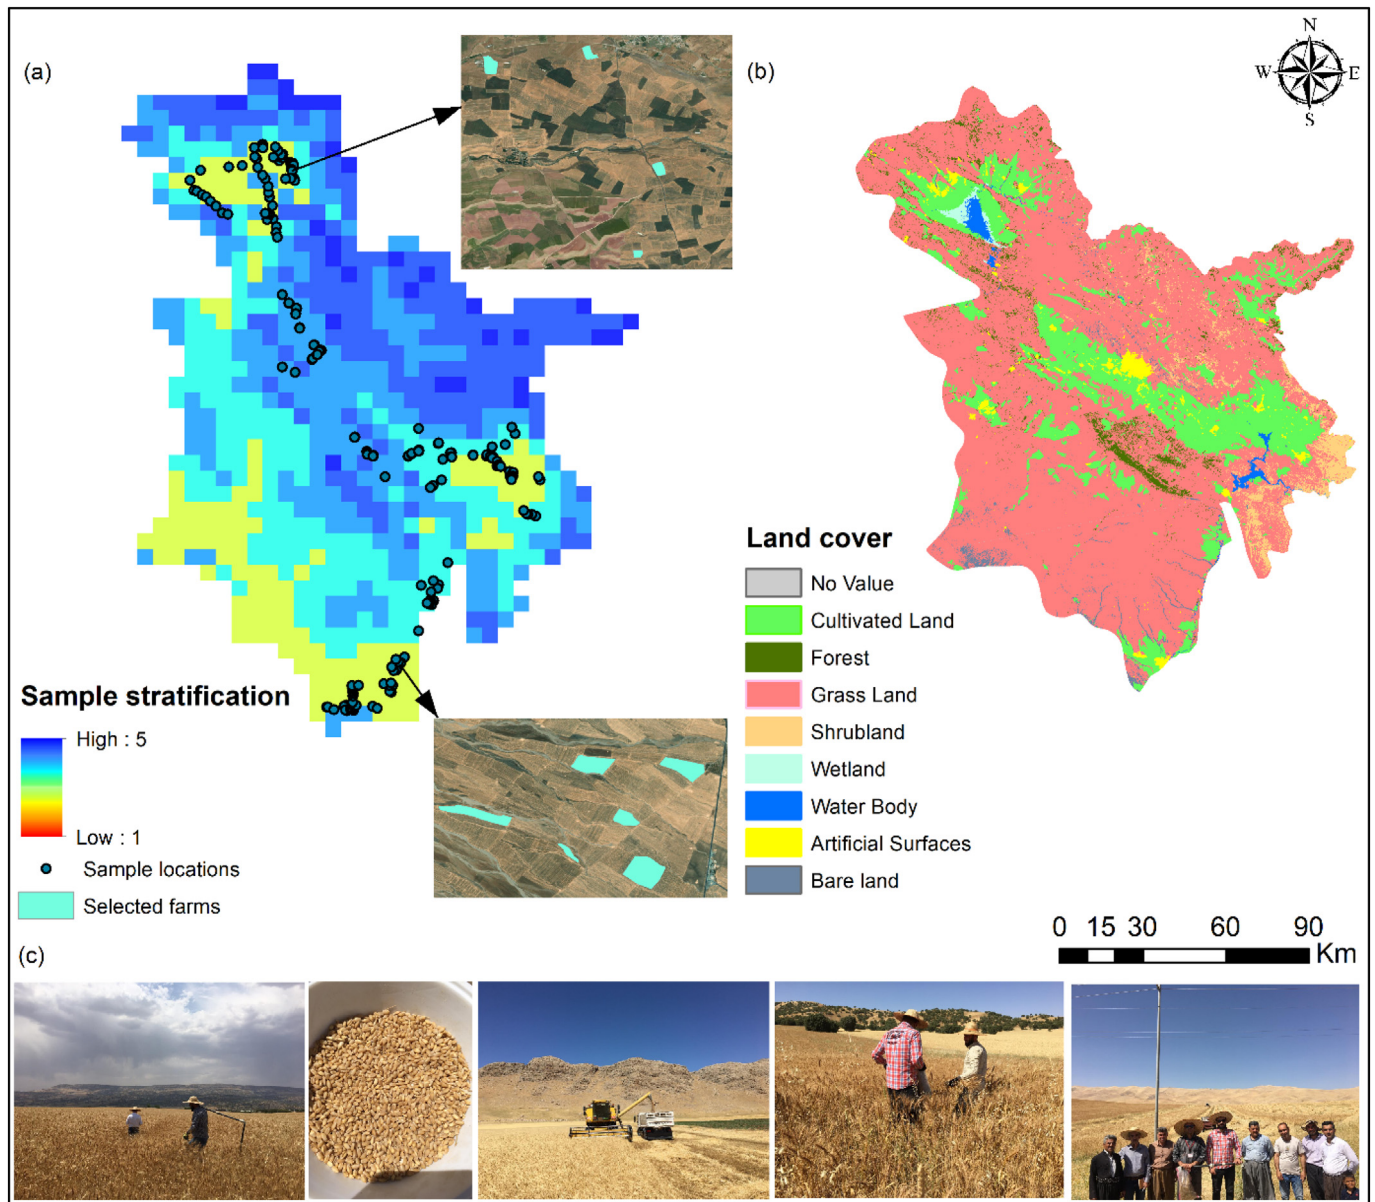 (a)
(b)
N
W
E
S
Sample stratification
High : 5
Low : 1
Sample locations
Selected farms
Land cover
No Value
Cultivated Land
Forest
Grass Land
Shrubland
Wetland
Water Body
Artificial Surfaces
Bare land
0 15 30 60 90
Km
(c)